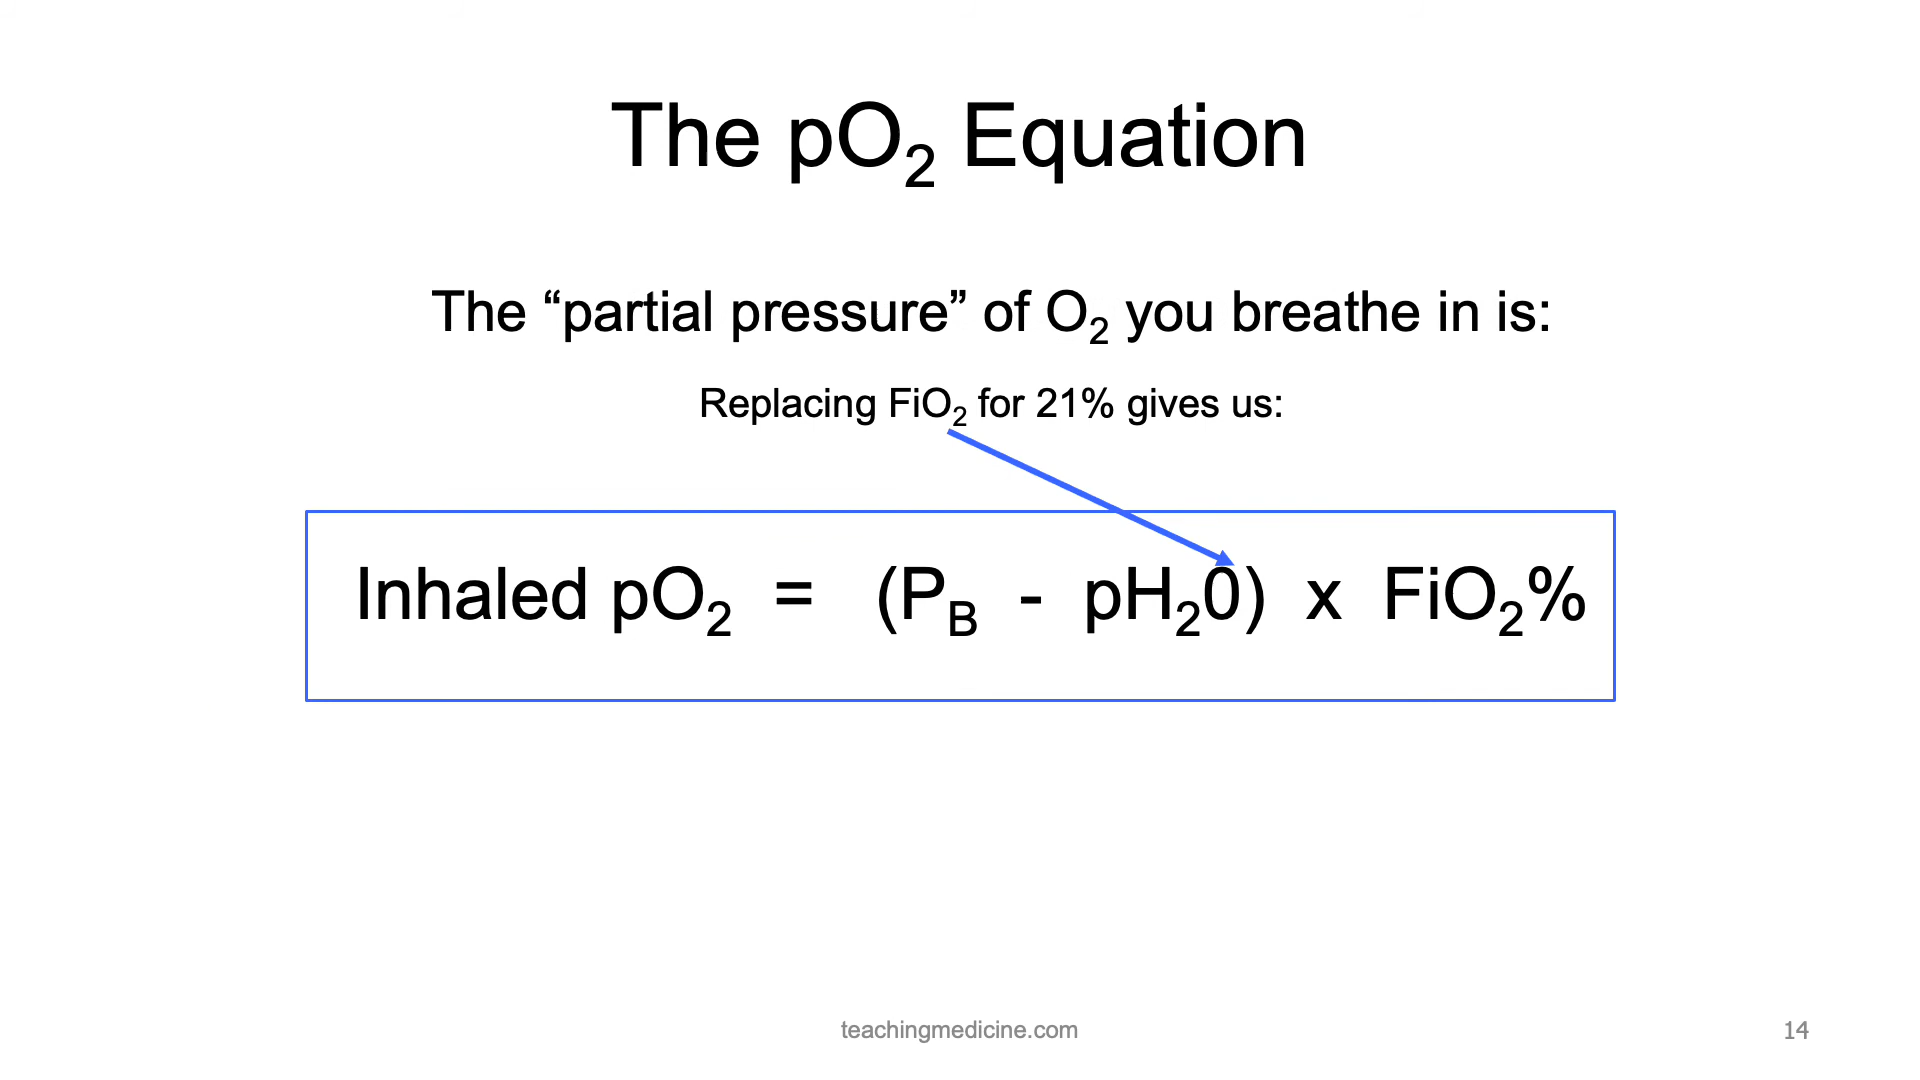 The pO₂ Equation
The “partial pressure” of O₂ you breathe in is:
Replacing FiO₂ for 21% gives us:
Inhaled pO₂ = (P_B - pH₂0) x FiO₂%
teachingmedicine.com
14